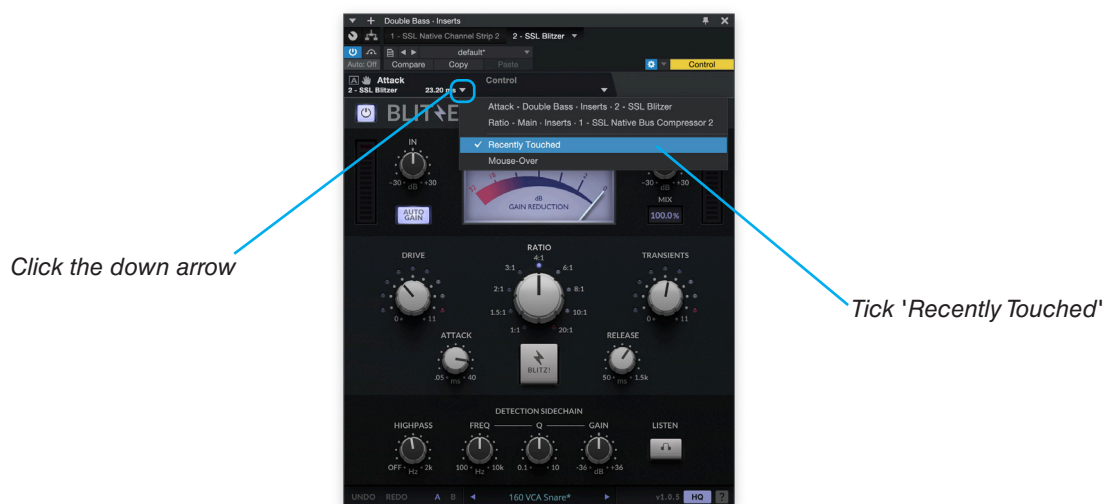 Double Bass · Inserts
1 - SSL Native Channel Strip 2   2 - SSL Blitzer
default*
Auto: Off   Compare   Copy   Paste   Control
A   Attack   Control
2 - SSL Blitzer   23.20 ms
Attack - Double Bass · Inserts · 2 - SSL Blitzer
Ratio - Main · Inserts · 1 - SSL Native Bus Compressor 2
✓ Recently Touched
Mouse-Over
BLITZE
IN
-30   +30
dB
AUTO
GAIN
dB
GAIN REDUCTION
-30   +30
dB
MIX
100.0%
Click the down arrow
Tick 'Recently Touched'
DRIVE
0   11
RATIO
4:1
3:1   6:1
2:1   8:1
1.5:1   10:1
1:1   20:1
TRANSIENTS
0   11
ATTACK
.05   40
ms
BLITZ!
RELEASE
50   1.5k
ms
DETECTION SIDECHAIN
HIGHPASS   FREQ   Q   GAIN   LISTEN
OFF   2k   100   10k   0.1   10   -36   +36
Hz   Hz   dB
UNDO   REDO   A   B   160 VCA Snare*   v1.0.5   HQ   ?